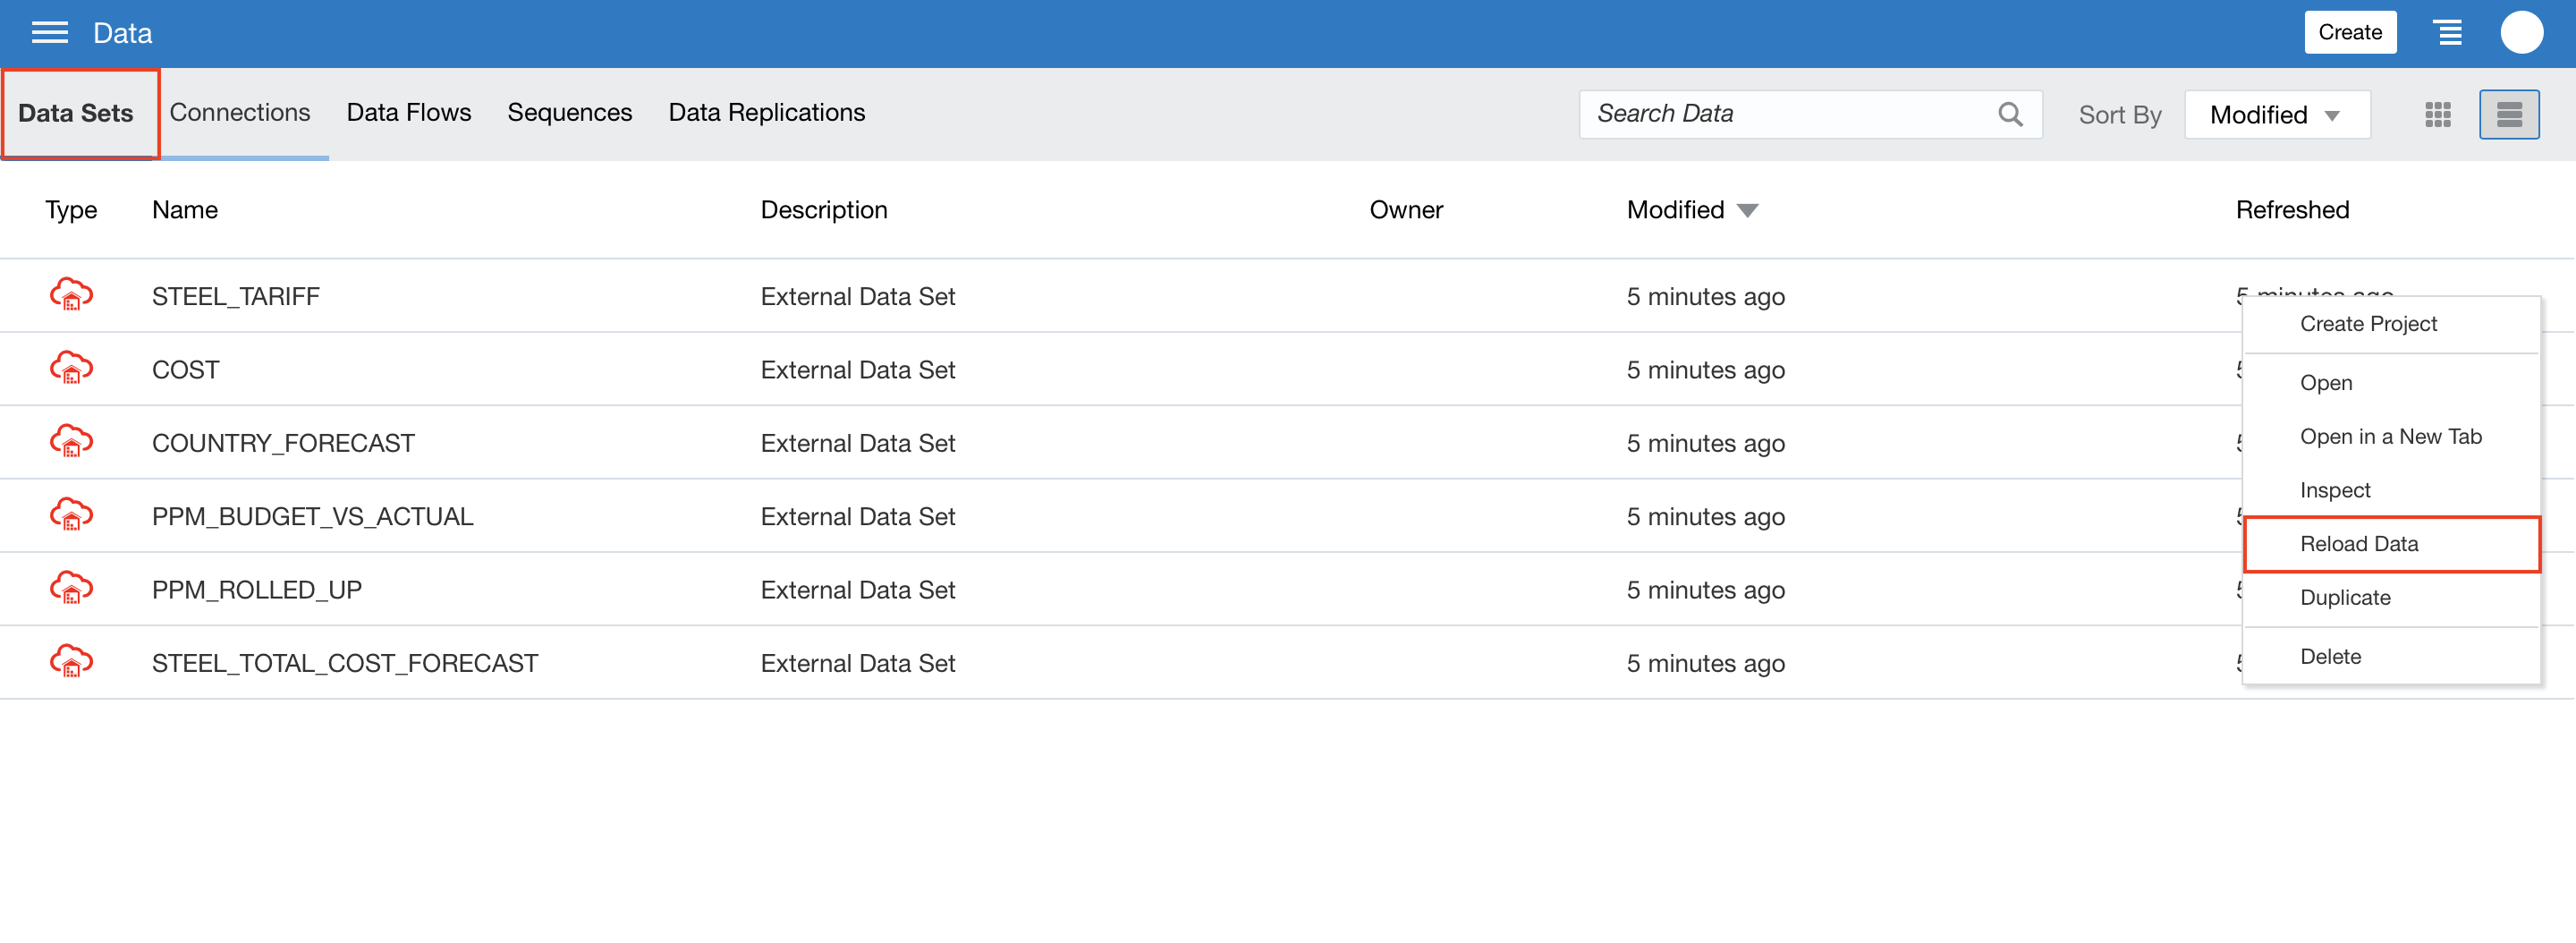 Data
Create
Data Sets Connections Data Flows Sequences Data Replications Search Data Sort By Modified
Type Name Description Owner Modified Refreshed
STEEL_TARIFF External Data Set 5 minutes ago 5 minutes ago
Create Project
COST External Data Set 5 minutes ago 5
Open
COUNTRY_FORECAST External Data Set 5 minutes ago 5
Open in a New Tab
Inspect
PPM_BUDGET_VS_ACTUAL External Data Set 5 minutes ago 5
Reload Data
PPM_ROLLED_UP External Data Set 5 minutes ago 5
Duplicate
STEEL_TOTAL_COST_FORECAST External Data Set 5 minutes ago 5
Delete